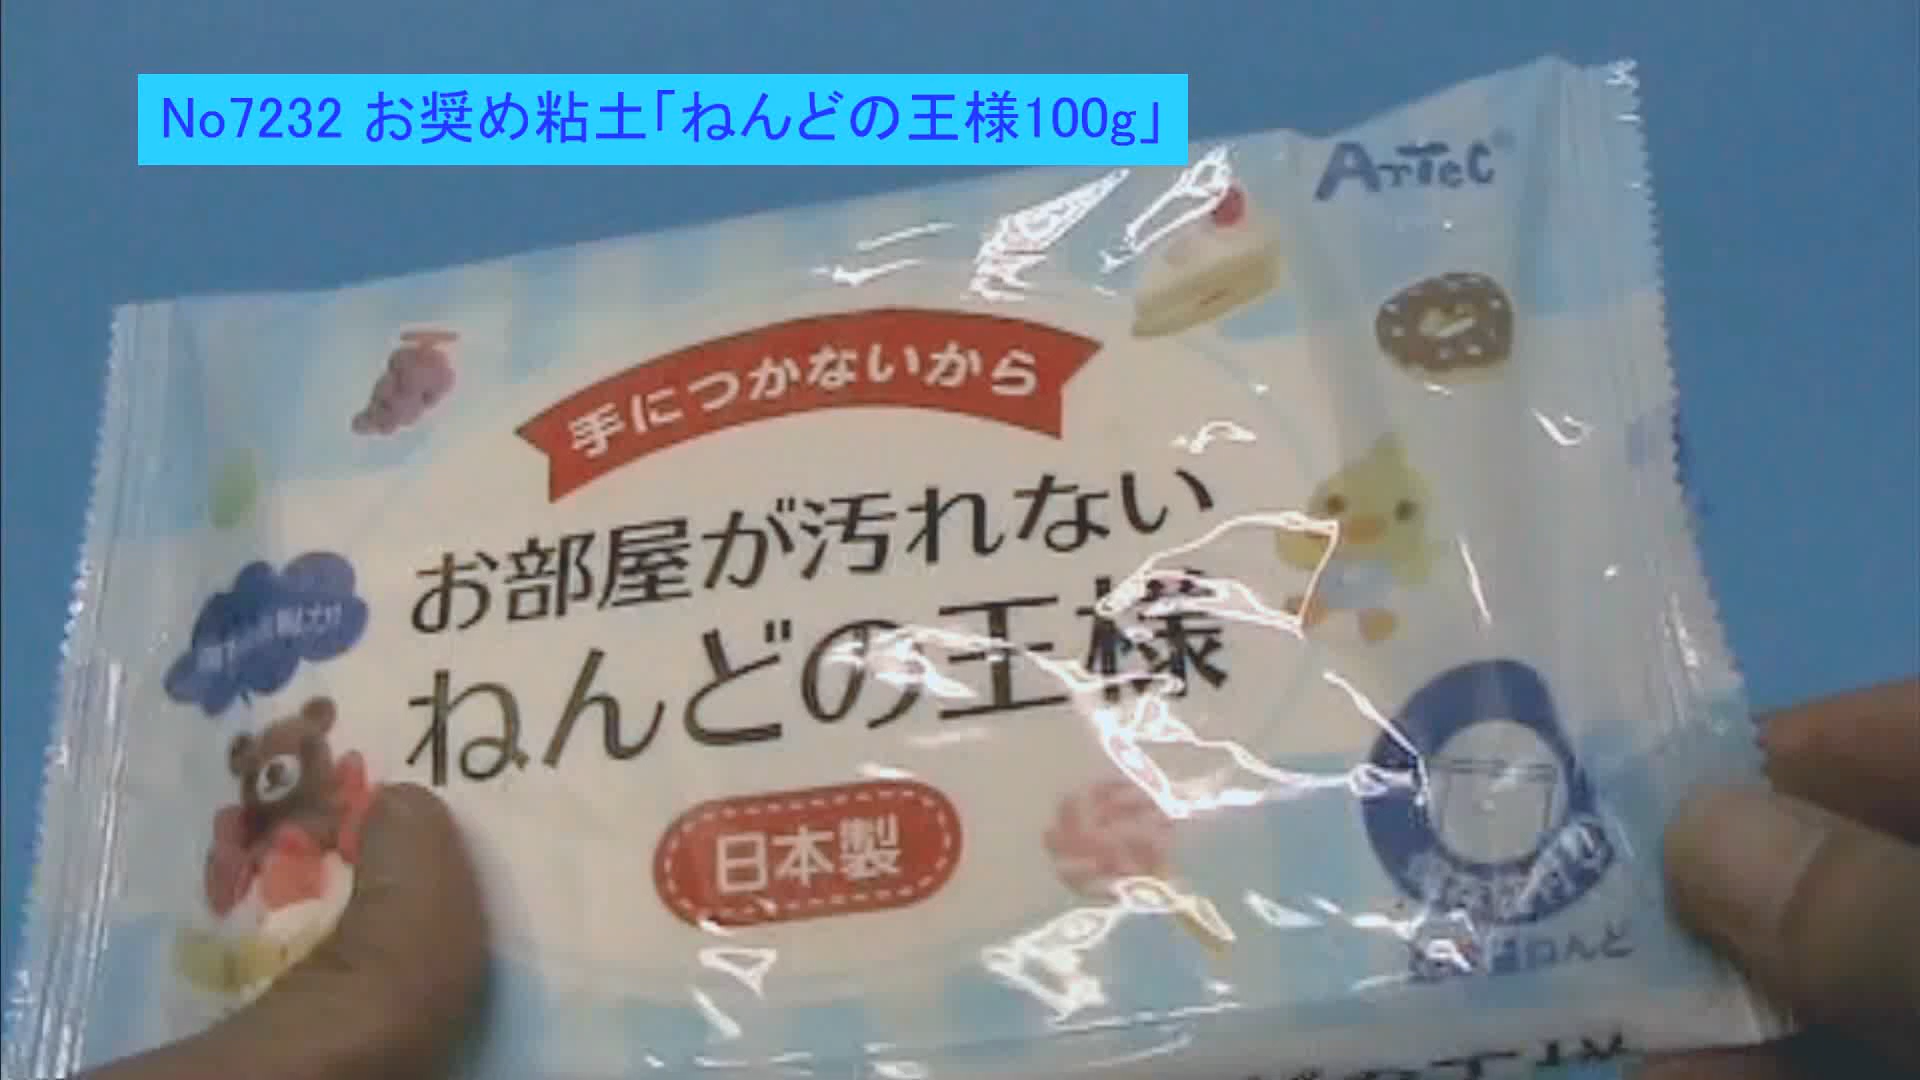 No7232 お奨め粘土「ねんどの王様100g」
ArTeC
手につかないから
お部屋が汚れない
ねんどの王様
日本製